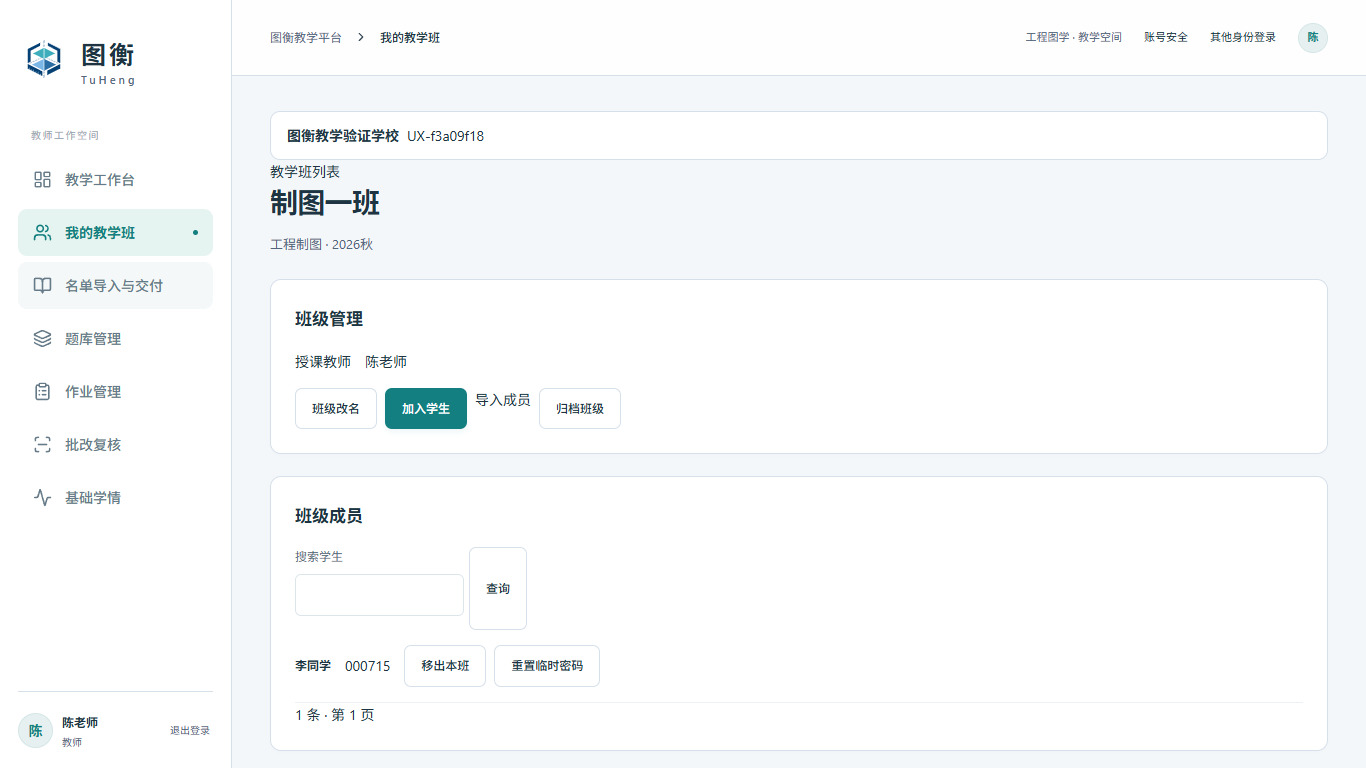 图衡
TuHeng
教师工作空间
教学工作台
我的教学班
名单导入与交付
题库管理
作业管理
批改复核
基础学情
陈
陈老师
教师
退出登录
图衡教学平台 > 我的教学班
工程图学 · 教学空间
账号安全
其他身份登录
陈
图衡教学验证学校 UX-f3a09f18
教学班列表
制图一班
工程制图 · 2026秋
班级管理
授课教师 陈老师
班级改名 加入学生 导入成员 归档班级
班级成员
搜索学生
查询
李同学 000715 移出本班 重置临时密码
1 条 · 第 1 页